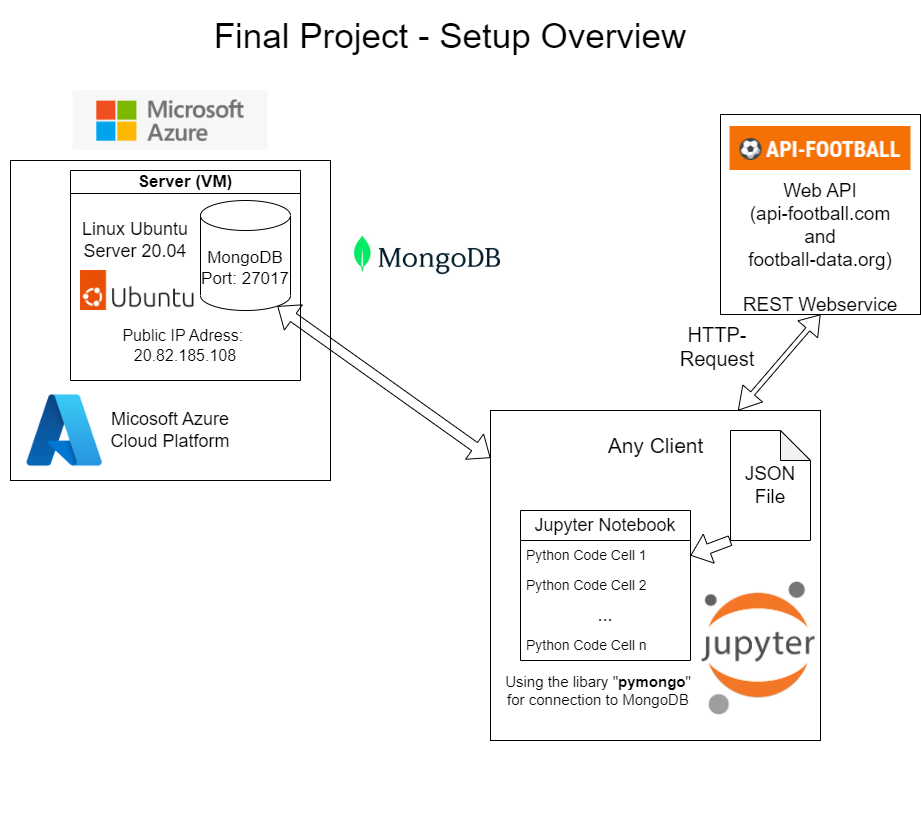 Final Project - Setup Overview
Microsoft
Azure
Server (VM)
Linux Ubuntu
Server 20.04
Ubuntu
MongoDB
Port: 27017
Public IP Adress:
20.82.185.108
Micosoft Azure
Cloud Platform
MongoDB
API-FOOTBALL
Web API
(api-football.com
and
football-data.org)
REST Webservice
HTTP-
Request
Any Client
JSON
File
Jupyter Notebook
Python Code Cell 1
Python Code Cell 2
...
Python Code Cell n
jupyter
Using the libary "pymongo"
for connection to MongoDB